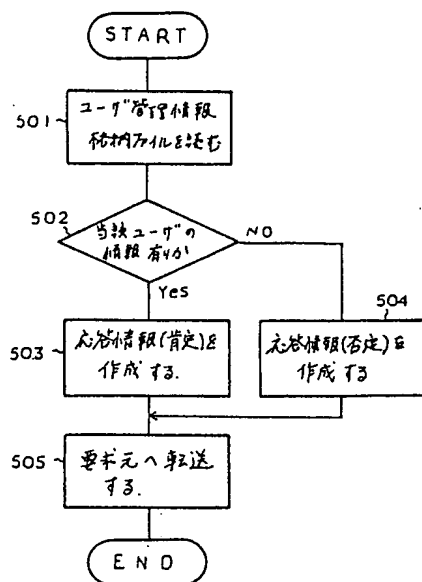 START
501
ユーザ管理情報
格納ファイルを読む
502
当該ユーザの
情報有りか
NO
Yes
503
応答情報(肯定)を
作成する.
504
応答情報(否定)を
作成する
505
要求元へ転送
する.
END